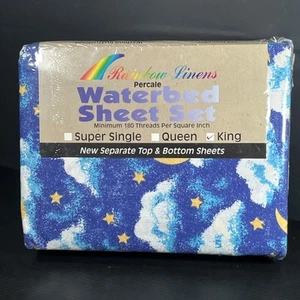 Rainbow Linens
Percale
Waterbed
Sheet Set
Minimum 180 Threads Per Square Inch
Super Single Queen King
New Separate Top & Bottom Sheets